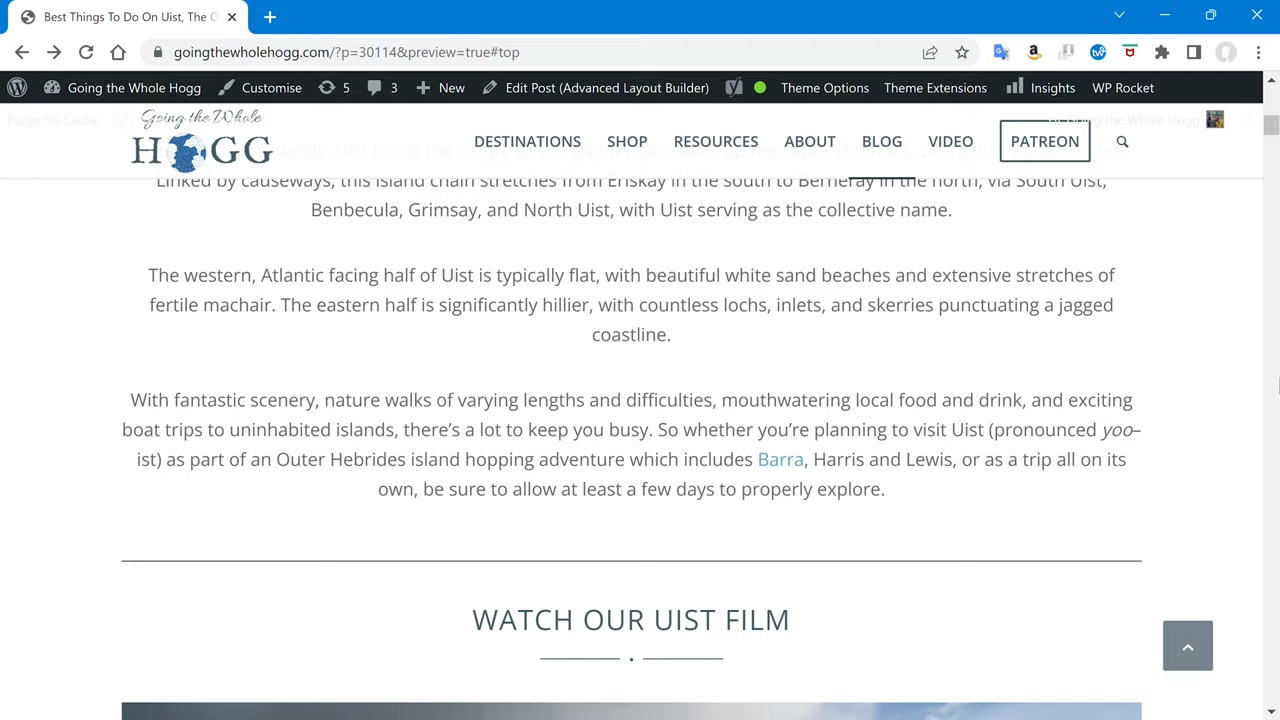 Best Things To Do On Uist, The O
goingthewholehogg.com/?p=30114&preview=true#top
Going the Whole Hogg
Customise
5
3
New
Edit Post (Advanced Layout Builder)
Theme Options
Theme Extensions
Insights
WP Rocket
Purge SG Cache
Going the Whole Hogg
Going the Whole
HOGG
DESTINATIONS
SHOP
RESOURCES
ABOUT
BLOG
VIDEO
PATREON
Linked by causeways, this island chain stretches from Eriskay in the south to Berneray in the north, via South Uist,
Benbecula, Grimsay, and North Uist, with Uist serving as the collective name.
The western, Atlantic facing half of Uist is typically flat, with beautiful white sand beaches and extensive stretches of
fertile machair. The eastern half is significantly hillier, with countless lochs, inlets, and skerries punctuating a jagged
coastline.
With fantastic scenery, nature walks of varying lengths and difficulties, mouthwatering local food and drink, and exciting
boat trips to uninhabited islands, there’s a lot to keep you busy. So whether you’re planning to visit Uist (pronounced yoo–
ist) as part of an Outer Hebrides island hopping adventure which includes Barra, Harris and Lewis, or as a trip all on its
own, be sure to allow at least a few days to properly explore.
WATCH OUR UIST FILM